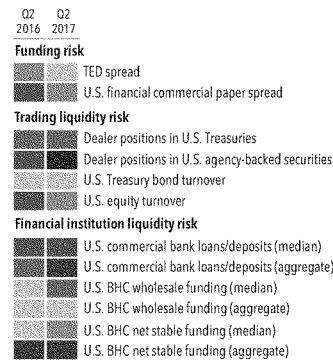 Q2 Q2
2016 2017
Funding risk
TED spread
U.S. financial commercial paper spread
Trading liquidity risk
Dealer positions in U.S. Treasuries
Dealer positions in U.S. agency-backed securities
U.S. Treasury bond turnover
U.S. equity turnover
Financial institution liquidity risk
U.S. commercial bank loans/deposits (median)
U.S. commercial bank loans/deposits (aggregate)
U.S. BHC wholesale funding (median)
U.S. BHC wholesale funding (aggregate)
U.S. BHC net stable funding (median)
U.S. BHC net stable funding (aggregate)